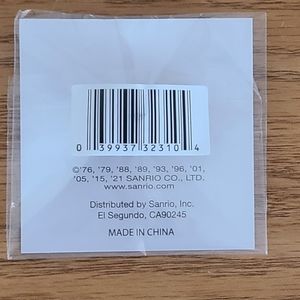 0 39937 32310 4
©'76, '79, '88, '89, '93, '96, '01,
'05, '15, '21 SANRIO CO., LTD.
www.sanrio.com
Distributed by Sanrio, Inc.
El Segundo, CA90245
MADE IN CHINA